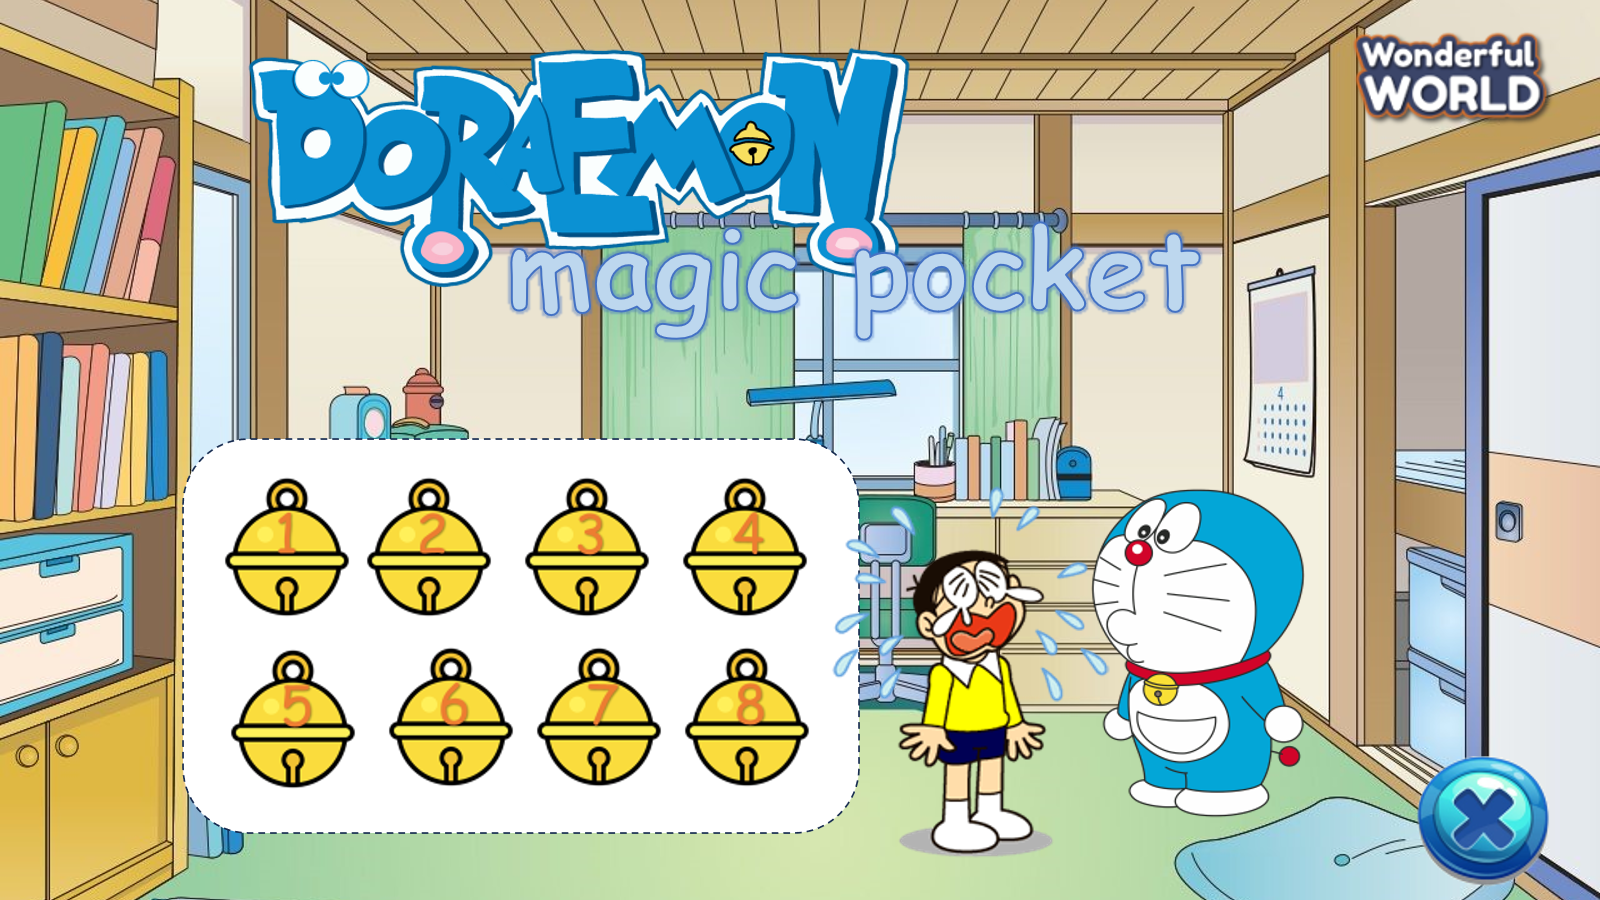 DORAEMON
magic pocket
Wonderful
WORLD
4
1 2 3 4
5 6 7 8